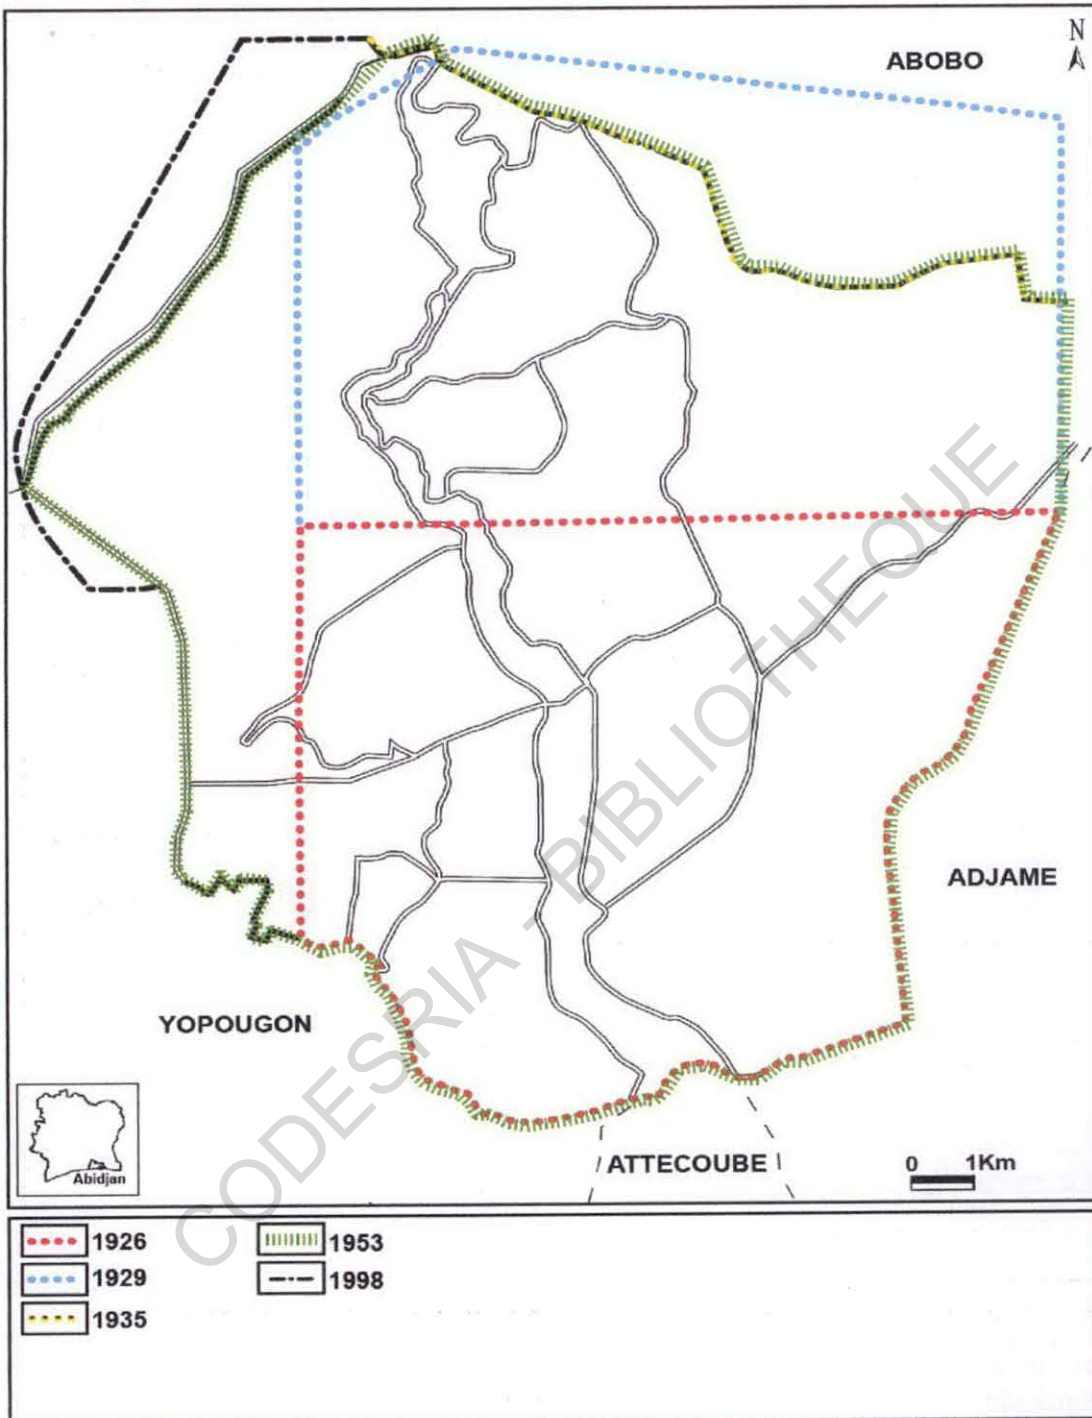 N
ABOBO
ADJAME
YOPOUGON
ATTECOUBE
0 1Km
Abidjan
CODESRIA - BIBLIOTHEQUE
1926
1929
1935
1953
1998